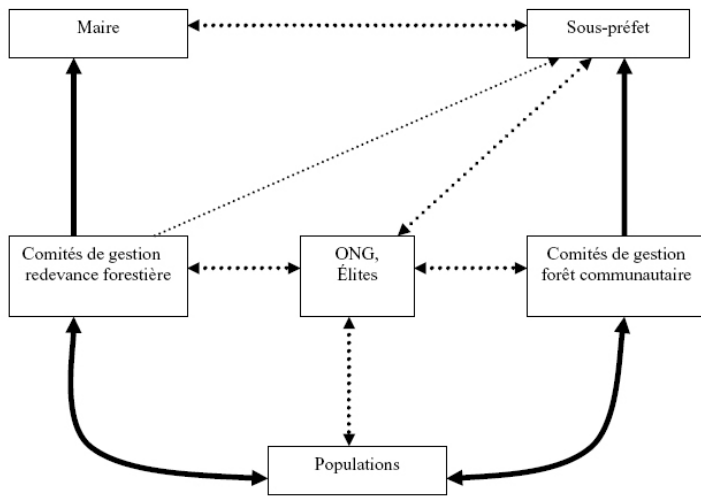 Maire
Sous-préfet
Comités de gestion
redevance forestière
ONG,
Élites
Comités de gestion
forêt communautaire
Populations